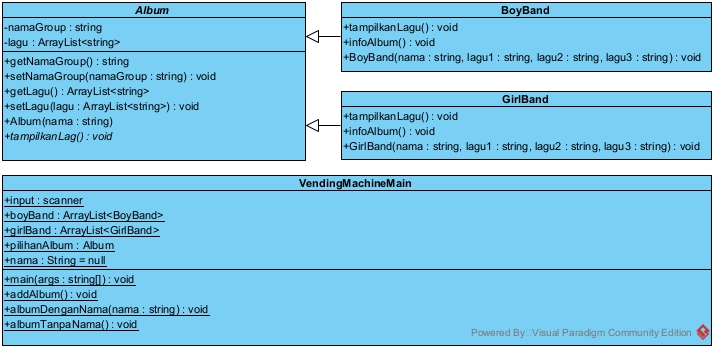 Album
-namaGroup : string
-lagu : ArrayList<string>
+getNamaGroup() : string
+setNamaGroup(namaGroup : string) : void
+getLagu() : ArrayList<string>
+setLagu(lagu : ArrayList<string>) : void
+Album(nama : string)
+tampilkanLag() : void
BoyBand
+tampilkanLagu() : void
+infoAlbum() : void
+BoyBand(nama : string, lagu1 : string, lagu2 : string, lagu3 : string) : void
GirlBand
+tampilkanLagu() : void
+infoAlbum() : void
+GirlBand(nama : string, lagu1 : string, lagu2 : string, lagu3 : string) : void
VendingMachineMain
+input : scanner
+boyBand : ArrayList<BoyBand>
+girlBand : ArrayList<GirlBand>
+pilihanAlbum : Album
+nama : String = null
+main(args : string[]) : void
+addAlbum() : void
+albumDenganNama(nama : string) : void
+albumTanpaNama() : void
Powered By Visual Paradigm Community Edition